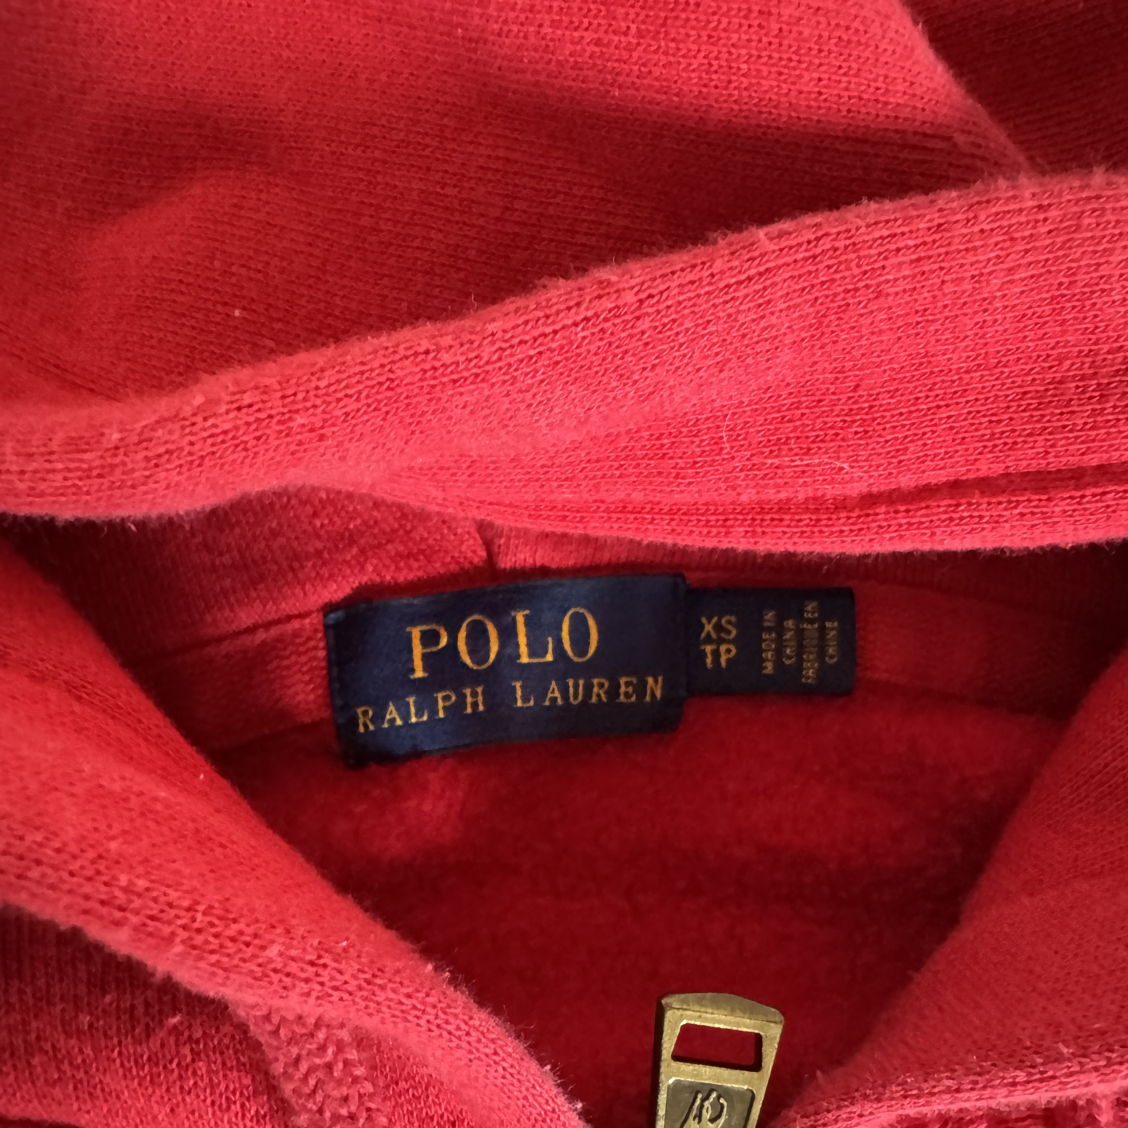 POLO
RALPH LAUREN
XS
TP
MADE IN
CHINA
FABRIQUÉ EN
CHINE